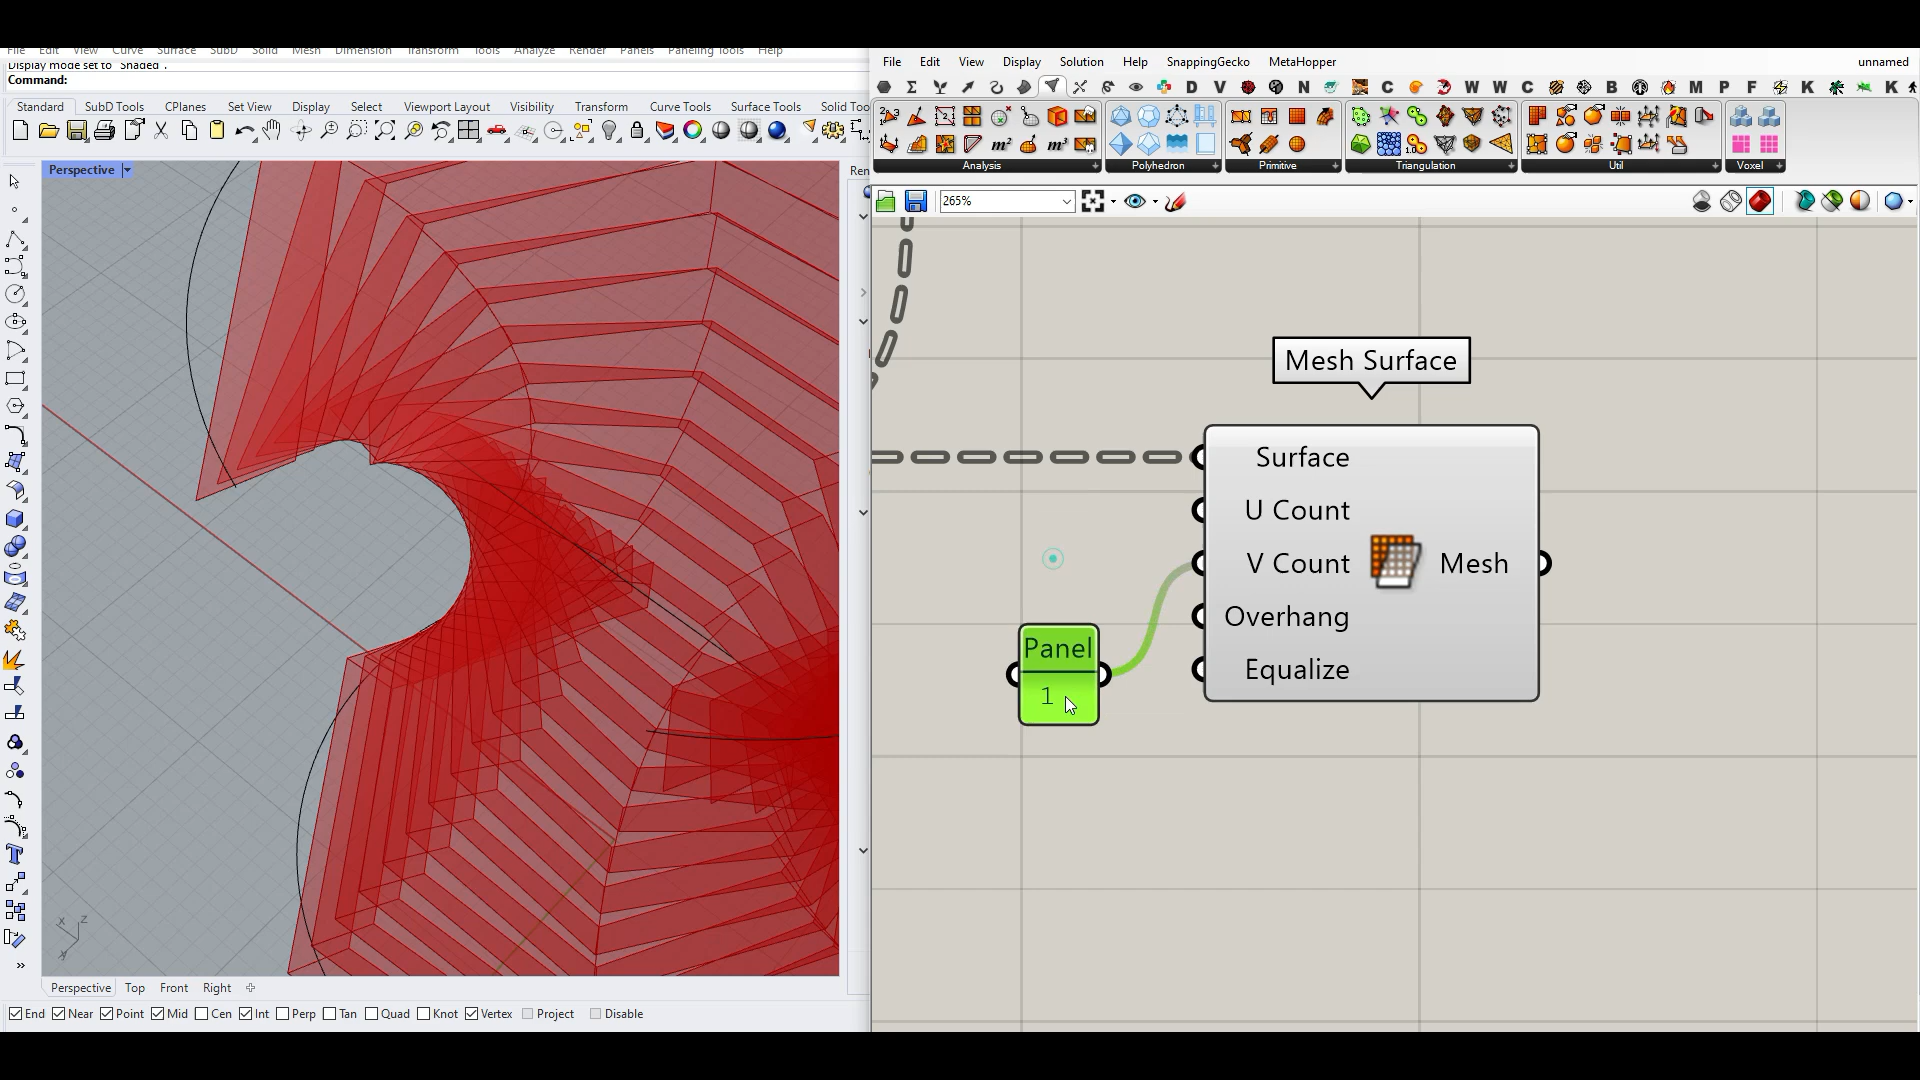 File Edit View Curve Surface SubD Solid Mesh Dimension Transform Tools Analyze Render Panels Paneling Tools Help
Display mode set to "Shaded".
Command:
Standard SubD Tools CPlanes Set View Display Select Viewport Layout Visibility Transform Curve Tools Surface Tools Solid Too
Perspective
Ren
x z
y
Perspective Top Front Right
End Near Point Mid Cen Int Perp Tan Quad Knot Vertex Project Disable
File Edit View Display Solution Help SnappingGecko MetaHopper unnamed
D V N C W W C B M P F K K
Analysis Polyhedron Primitive Triangulation Util Voxel
265%
Mesh Surface
Surface
U Count
V Count
Overhang
Equalize
Mesh
Panel
1